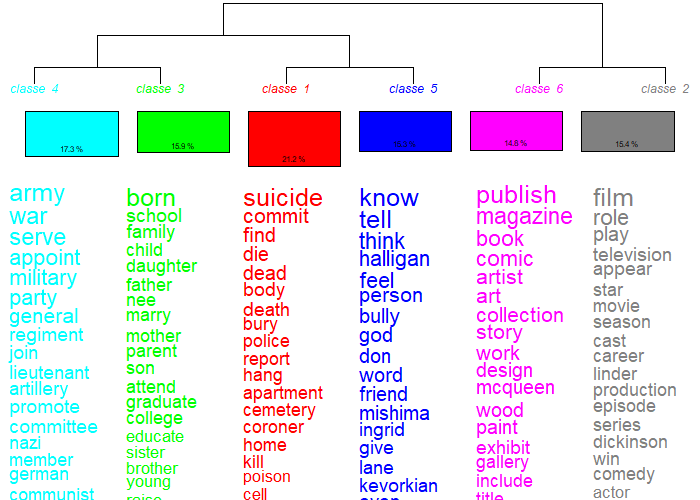 classe 4
classe 3
classe 1
classe 5
classe 6
classe 2
17.3 %
15.9 %
21.2 %
14.8 %
15.4 %
army
war
serve
appoint
military
party
general
regiment
join
lieutenant
artillery
promote
committee
nazi
member
german
communist
born
school
family
child
daughter
father
nee
marry
mother
parent
son
attend
graduate
college
educate
sister
brother
young
suicide
commit
find
die
dead
body
death
bury
police
report
hang
apartment
cemetery
coroner
home
kill
poison
cell
know
tell
think
halligan
feel
person
bully
god
don
word
friend
mishima
ingrid
give
lane
kevorkian
publish
magazine
book
comic
artist
art
collection
story
work
design
mcqueen
wood
paint
exhibit
gallery
include
title
film
role
play
television
appear
star
movie
season
cast
career
linder
production
episode
series
dickinson
win
comedy
actor